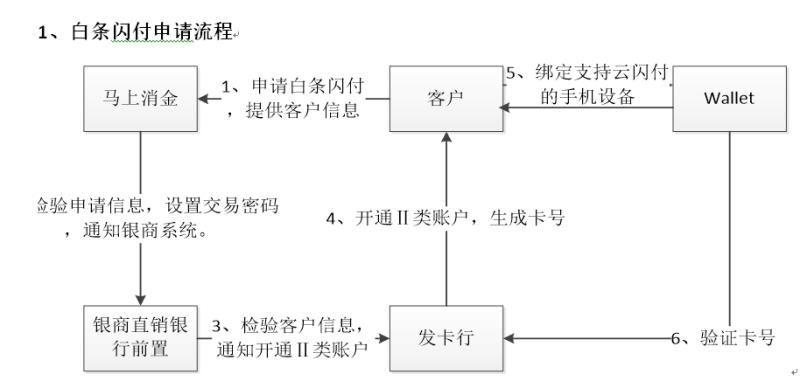 1、白条闪付申请流程
马上消金
1、申请白条闪付
，提供客户信息
客户
5、绑定支持云闪付
的手机设备
Wallet
检验申请信息，设置交易密码
，通知银商系统。
4、开通Ⅱ类账户，生成卡号
银商直销银
行前置
3、检验客户信息，
通知开通Ⅱ类账户
发卡行
6、验证卡号